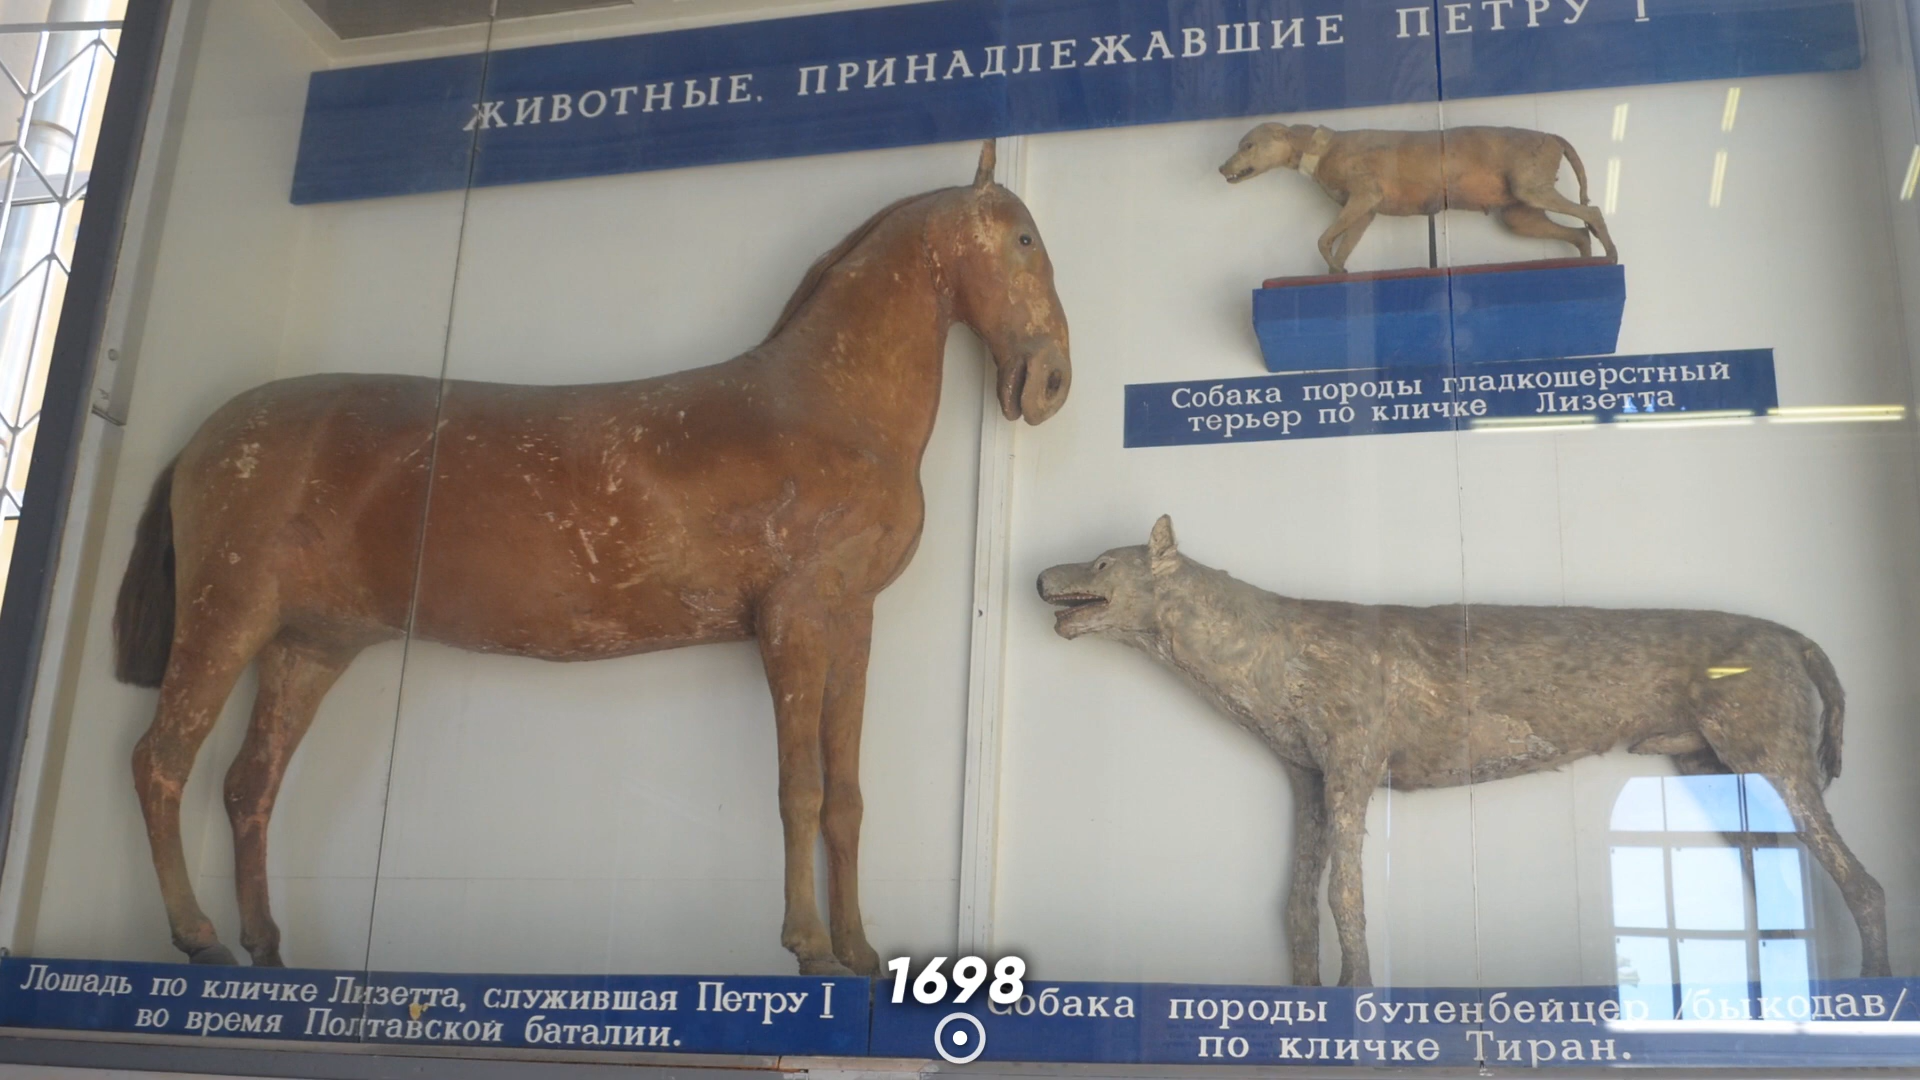 ЖИВОТНЫЕ, ПРИНАДЛЕЖАВШИЕ ПЕТРУ I
Собака породы гладкошерстный
терьер по кличке Лизетта.
Лошадь по кличке Лизетта, служившая Петру I
во время Полтавской баталии.
1698
Собака породы буленбейцер /быкодав/
по кличке Тиран.